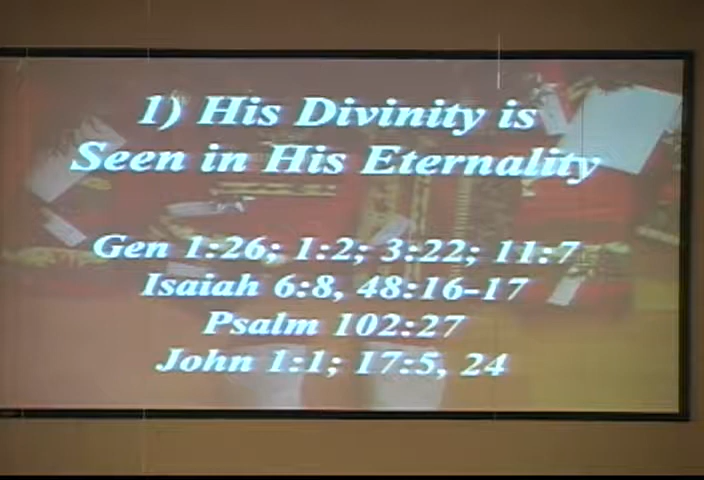 1) His Divinity is
Seen in His Eternality
Gen 1:26; 1:2; 3:22; 11:7
Isaiah 6:8, 48:16-17
Psalm 102:27
John 1:1; 17:5, 24